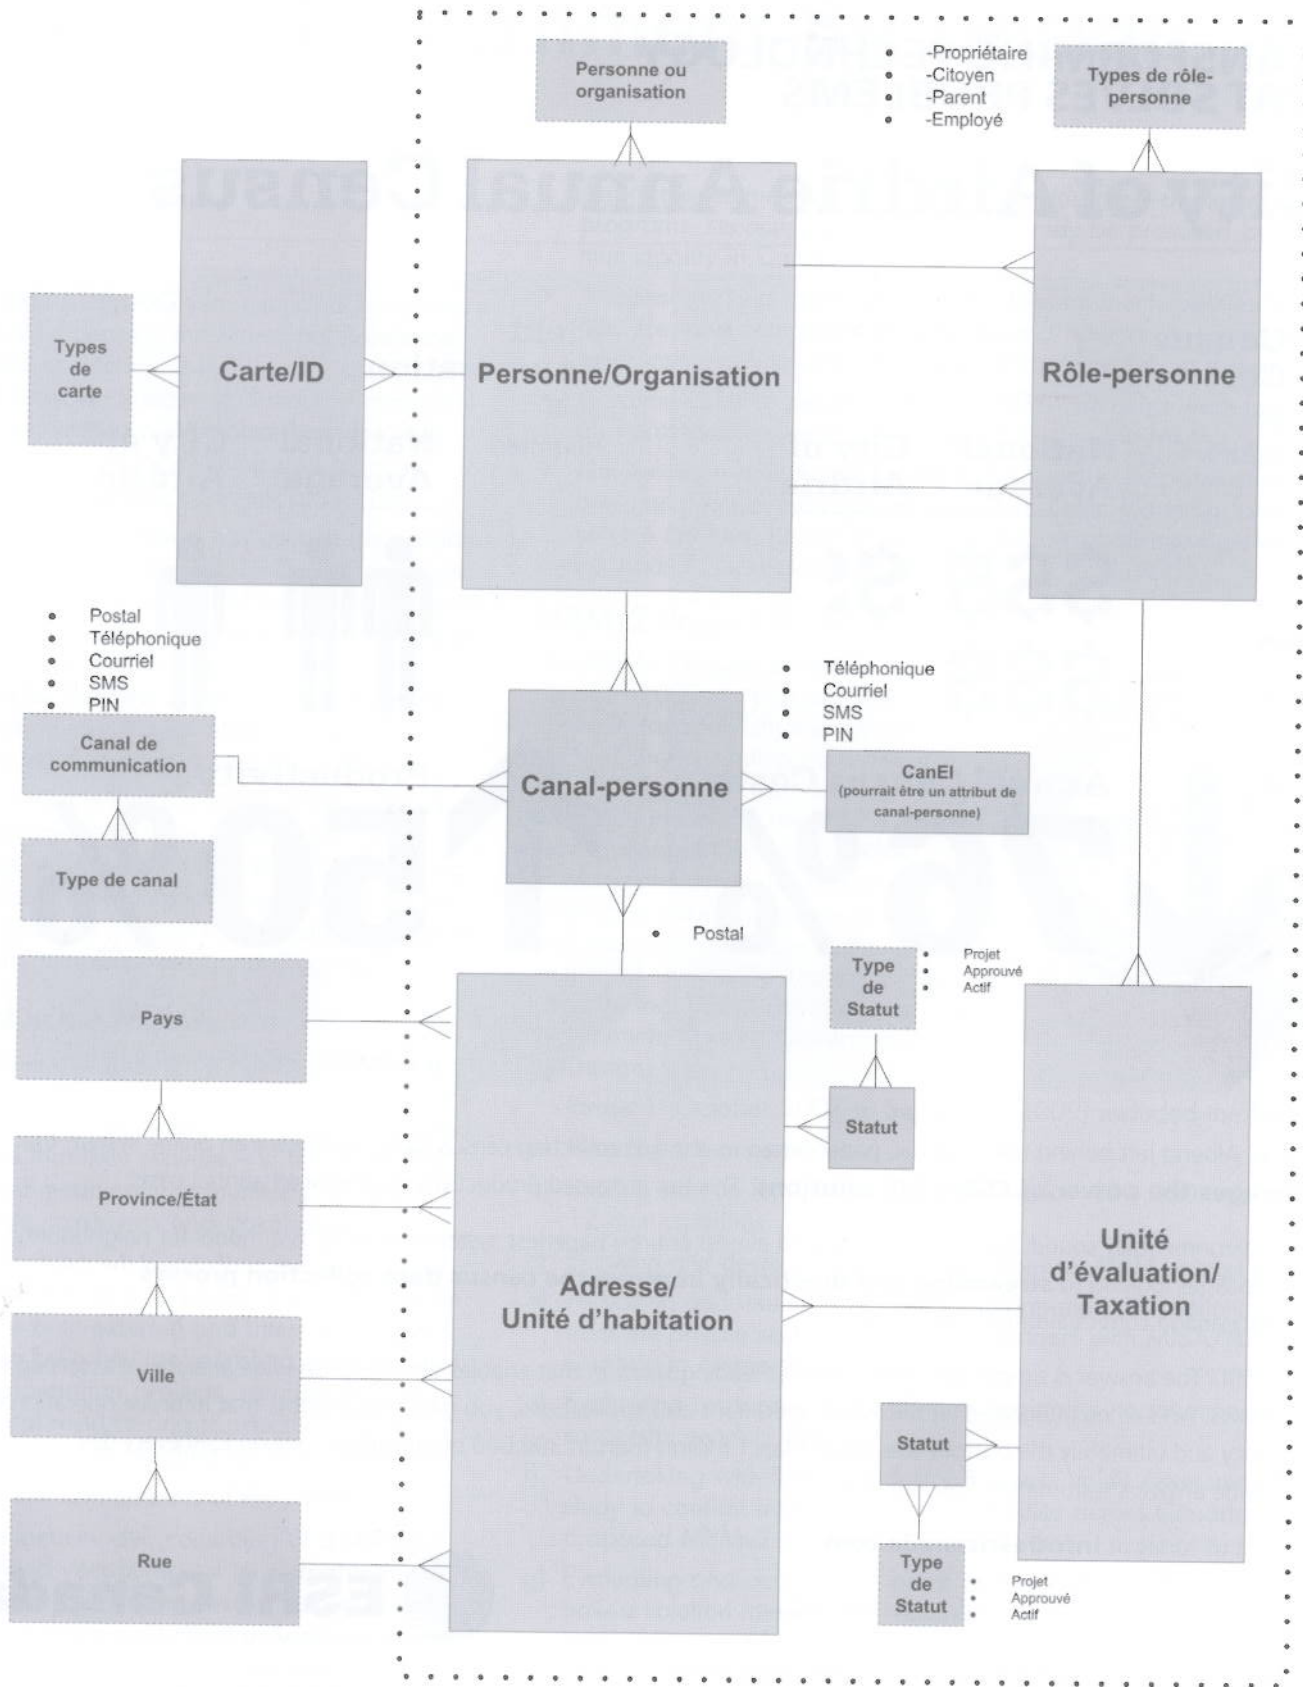 Personne ou
organisation
-Propriétaire
-Citoyen
-Parent
-Employé
Types de rôle-
personne
Types
de
carte
Carte/ID
Personne/Organisation
Rôle-personne
Postal
Téléphonique
Courriel
SMS
PIN
Canal de
communication
Type de canal
Canal-personne
Téléphonique
Courriel
SMS
PIN
CanEl
(pourrait être un attribut de
canal-personne)
Postal
Pays
Province/État
Ville
Rue
Adresse/
Unité d'habitation
Type
de
Statut
Projet
Approuvé
Actif
Statut
Unité
d'évaluation/
Taxation
Statut
Type
de
Statut
Projet
Approuvé
Actif